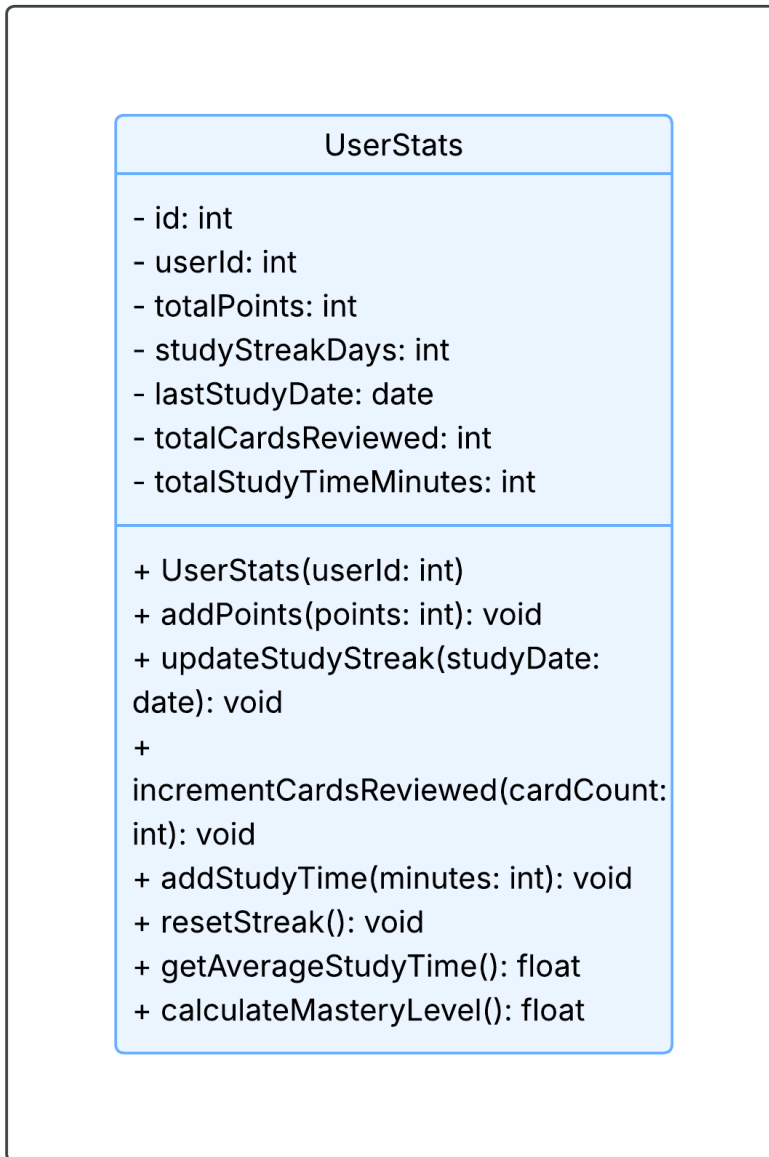 UserStats
- id: int
- userId: int
- totalPoints: int
- studyStreakDays: int
- lastStudyDate: date
- totalCardsReviewed: int
- totalStudyTimeMinutes: int
+ UserStats(userId: int)
+ addPoints(points: int): void
+ updateStudyStreak(studyDate:
date): void
+
incrementCardsReviewed(cardCount:
int): void
+ addStudyTime(minutes: int): void
+ resetStreak(): void
+ getAverageStudyTime(): float
+ calculateMasteryLevel(): float